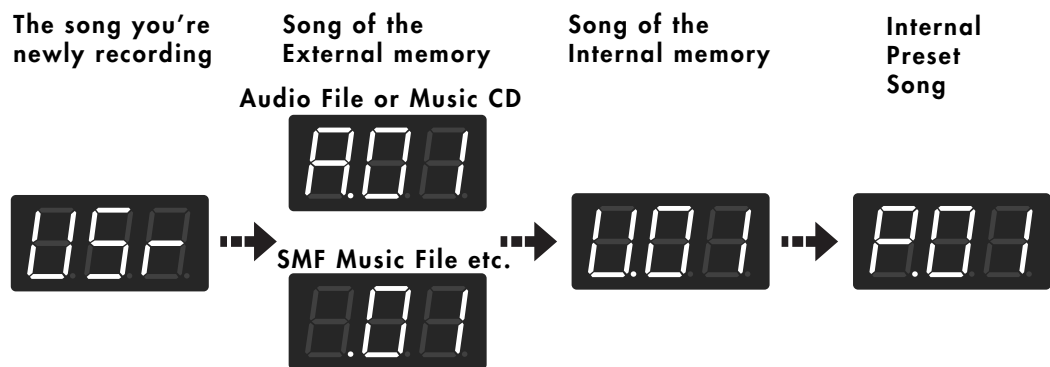 The song you're
newly recording
Song of the
External memory
Song of the
Internal memory
Internal
Preset
Song
Audio File or Music CD
A.01
USr
SMF Music File etc.
.01
U.01
P.01